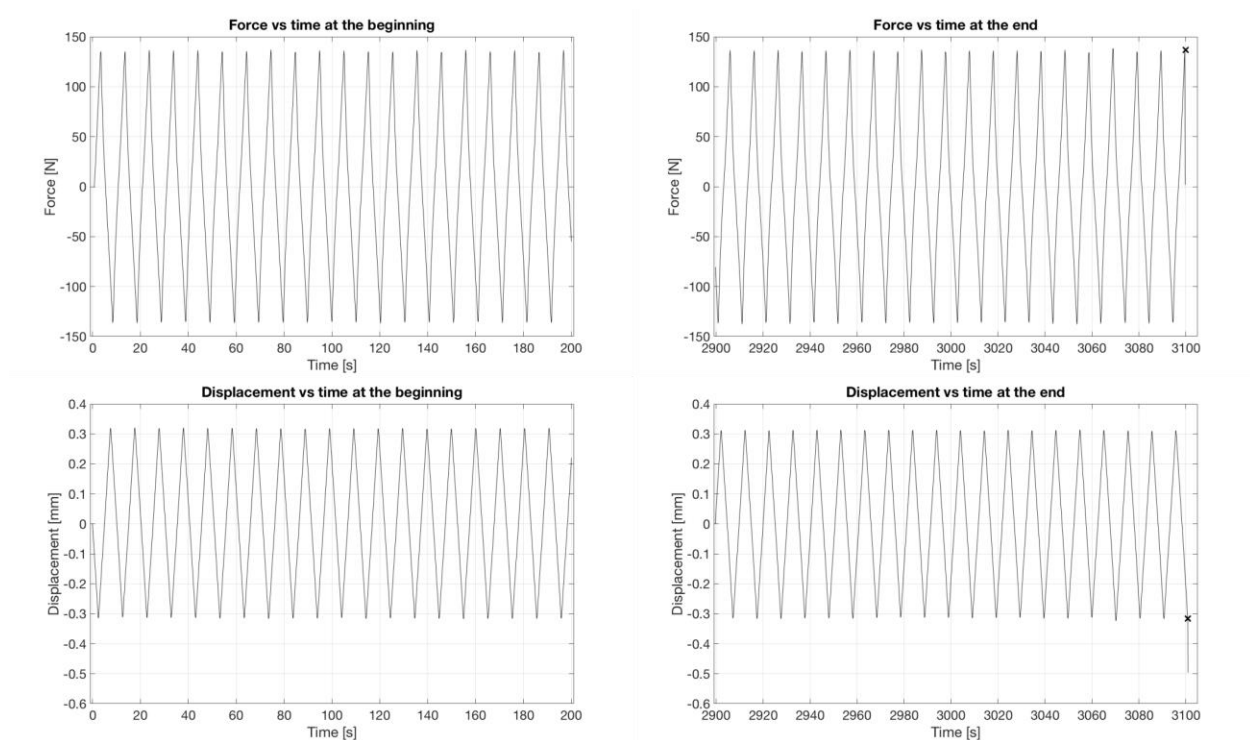 Force vs time at the beginning
150
100
50
0
-50
-100
-150
Force [N]
0 20 40 60 80 100 120 140 160 180 200
Time [s]
Force vs time at the end
150
100
50
0
-50
-100
-150
Force [N]
2900 2920 2940 2960 2980 3000 3020 3040 3060 3080 3100
Time [s]
Displacement vs time at the beginning
0.4
0.3
0.2
0.1
0
-0.1
-0.2
-0.3
-0.4
-0.5
-0.6
Displacement [mm]
0 20 40 60 80 100 120 140 160 180 200
Time [s]
Displacement vs time at the end
0.4
0.3
0.2
0.1
0
-0.1
-0.2
-0.3
-0.4
-0.5
-0.6
Displacement [mm]
2900 2920 2940 2960 2980 3000 3020 3040 3060 3080 3100
Time [s]